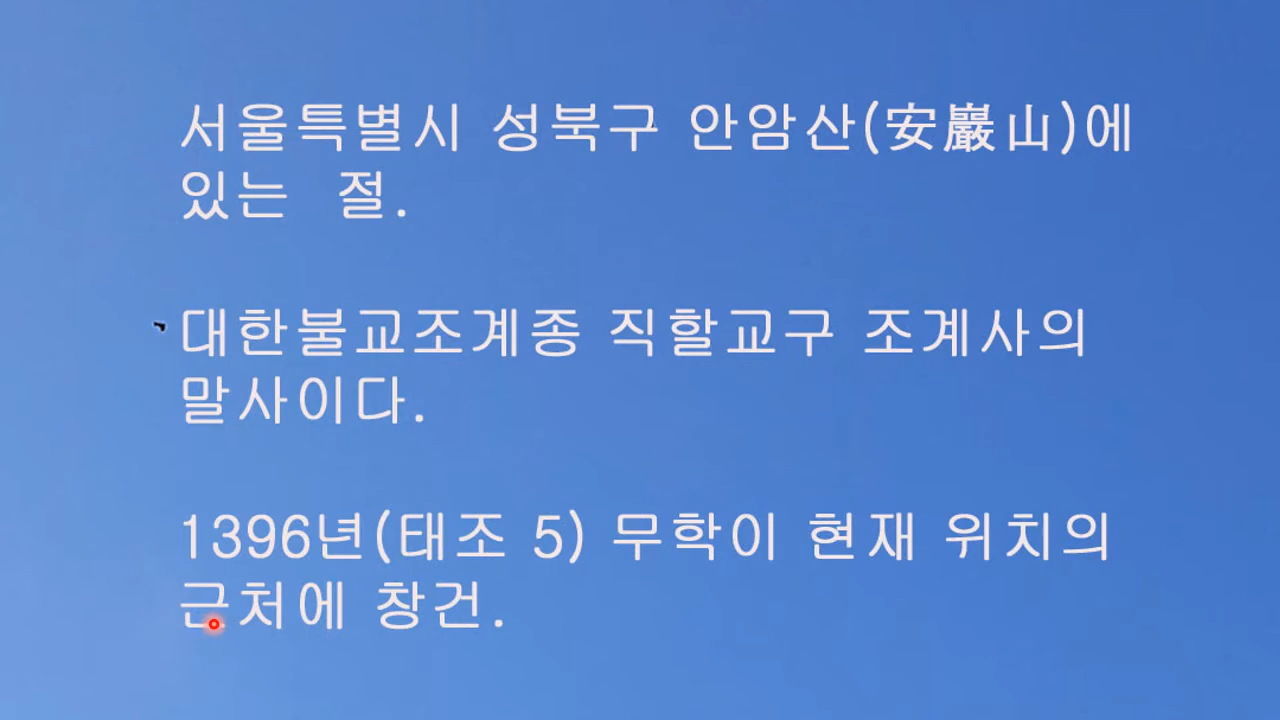 서울특별시 성북구 안암산(安巖山)에
있는 절.
대한불교조계종 직할교구 조계사의
말사이다.
1396년(태조 5) 무학이 현재 위치의
근처에 창건.